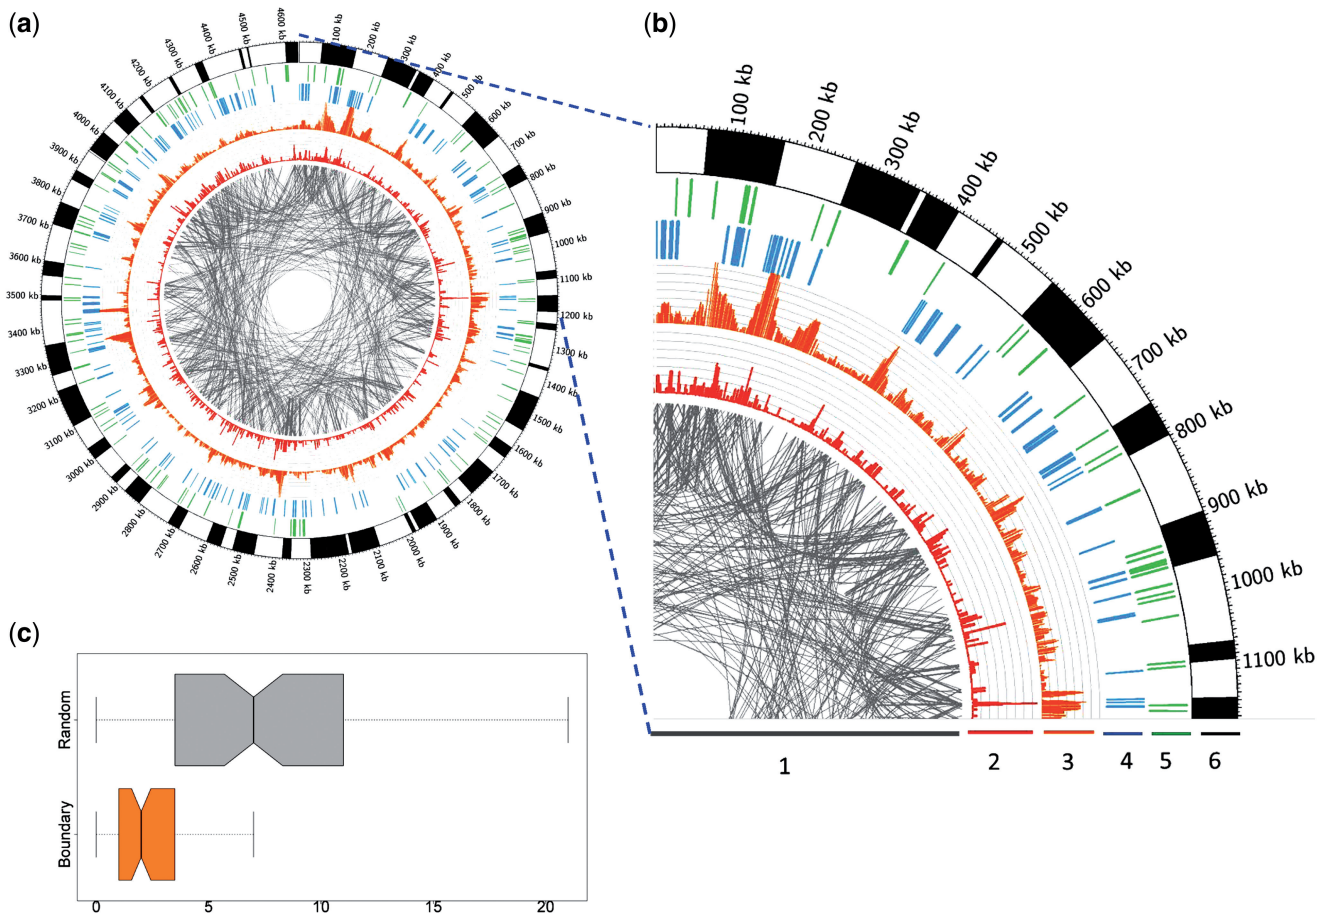 (a)
4600 kb
100 kb
200 kb
300 kb
400 kb
500 kb
600 kb
700 kb
800 kb
900 kb
1000 kb
1100 kb
1200 kb
1300 kb
1400 kb
1500 kb
1600 kb
1700 kb
1800 kb
1900 kb
2000 kb
2100 kb
2200 kb
2300 kb
2400 kb
2500 kb
2600 kb
2700 kb
2800 kb
2900 kb
3000 kb
3100 kb
3200 kb
3300 kb
3400 kb
3500 kb
3600 kb
3700 kb
3800 kb
3900 kb
4000 kb
4100 kb
4200 kb
4300 kb
4400 kb
4500 kb
(b)
100 kb
200 kb
300 kb
400 kb
500 kb
600 kb
700 kb
800 kb
900 kb
1000 kb
1100 kb
1 2 3 4 5 6
(c)
Random
Boundary
0 5 10 15 20